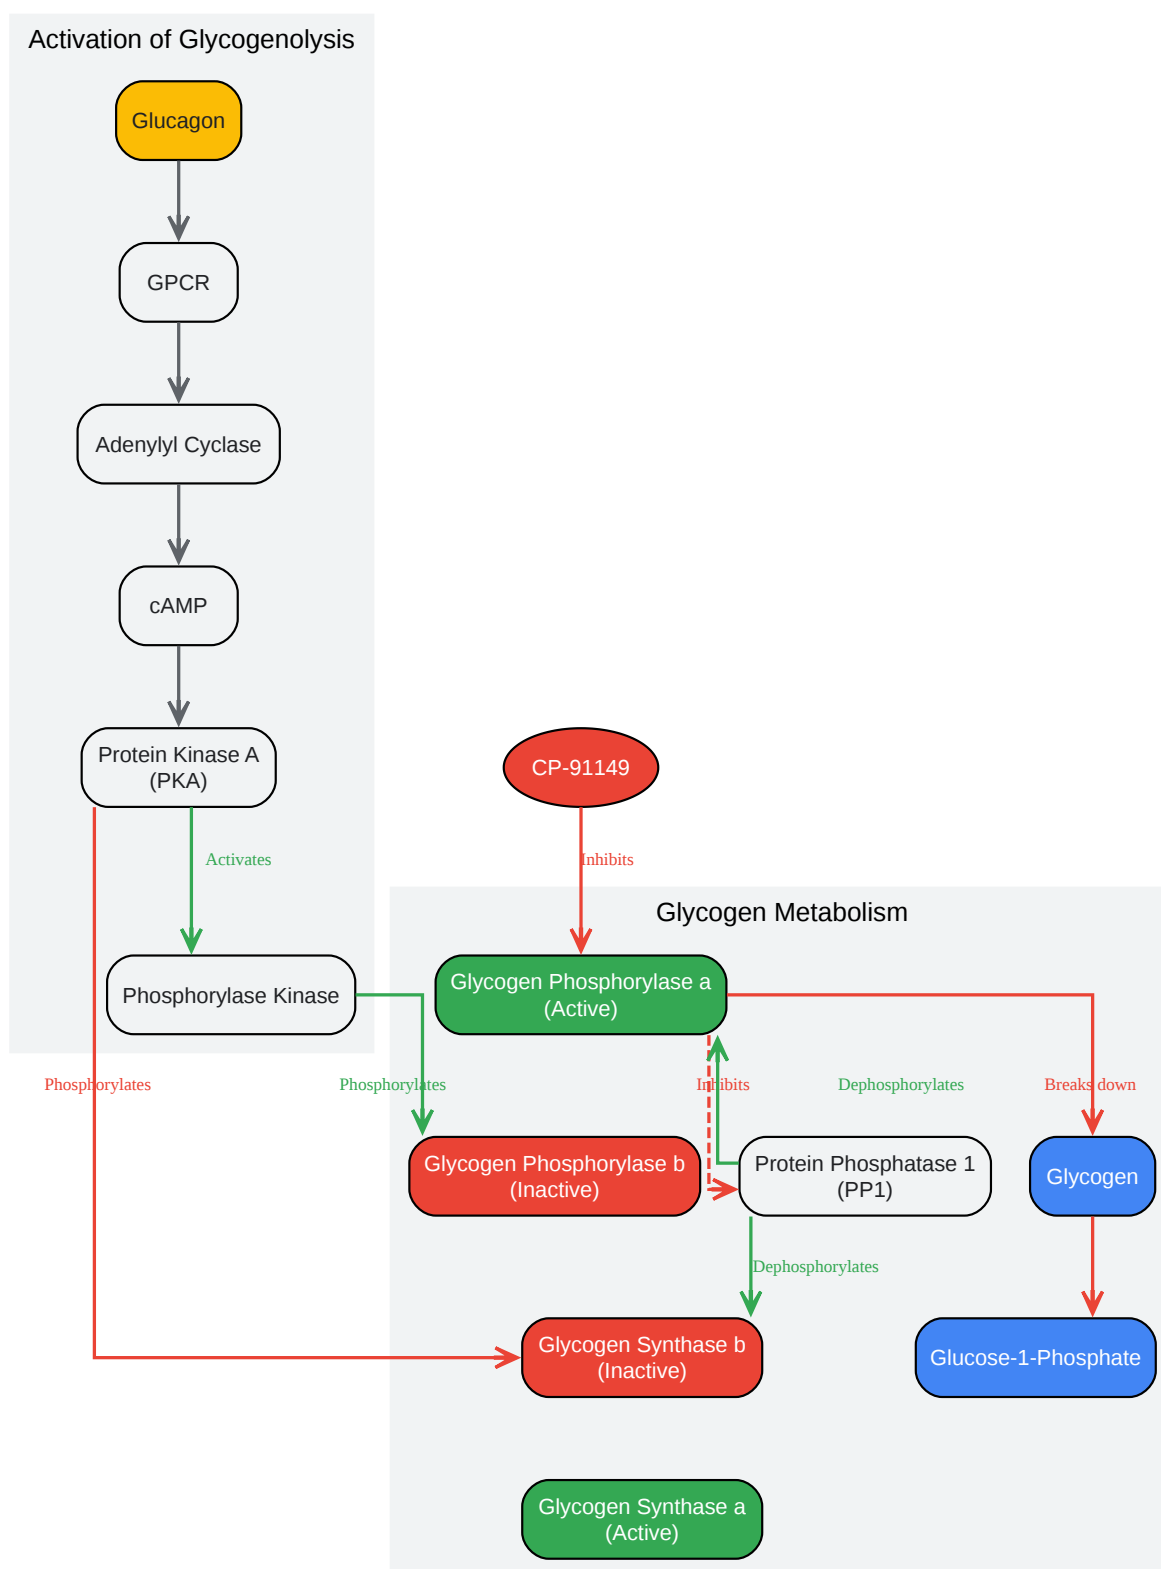 Activation of Glycogenolysis
Glucagon
GPCR
Adenylyl Cyclase
cAMP
Protein Kinase A
(PKA)
CP-91149
Activates
Inhibits
Glycogen Metabolism
Phosphorylase Kinase
Glycogen Phosphorylase a
(Active)
Phosphorylates
Phosphorylates
Inhibits
Dephosphorylates
Breaks down
Glycogen Phosphorylase b
(Inactive)
Protein Phosphatase 1
(PP1)
Glycogen
Dephosphorylates
Glycogen Synthase b
(Inactive)
Glucose-1-Phosphate
Glycogen Synthase a
(Active)